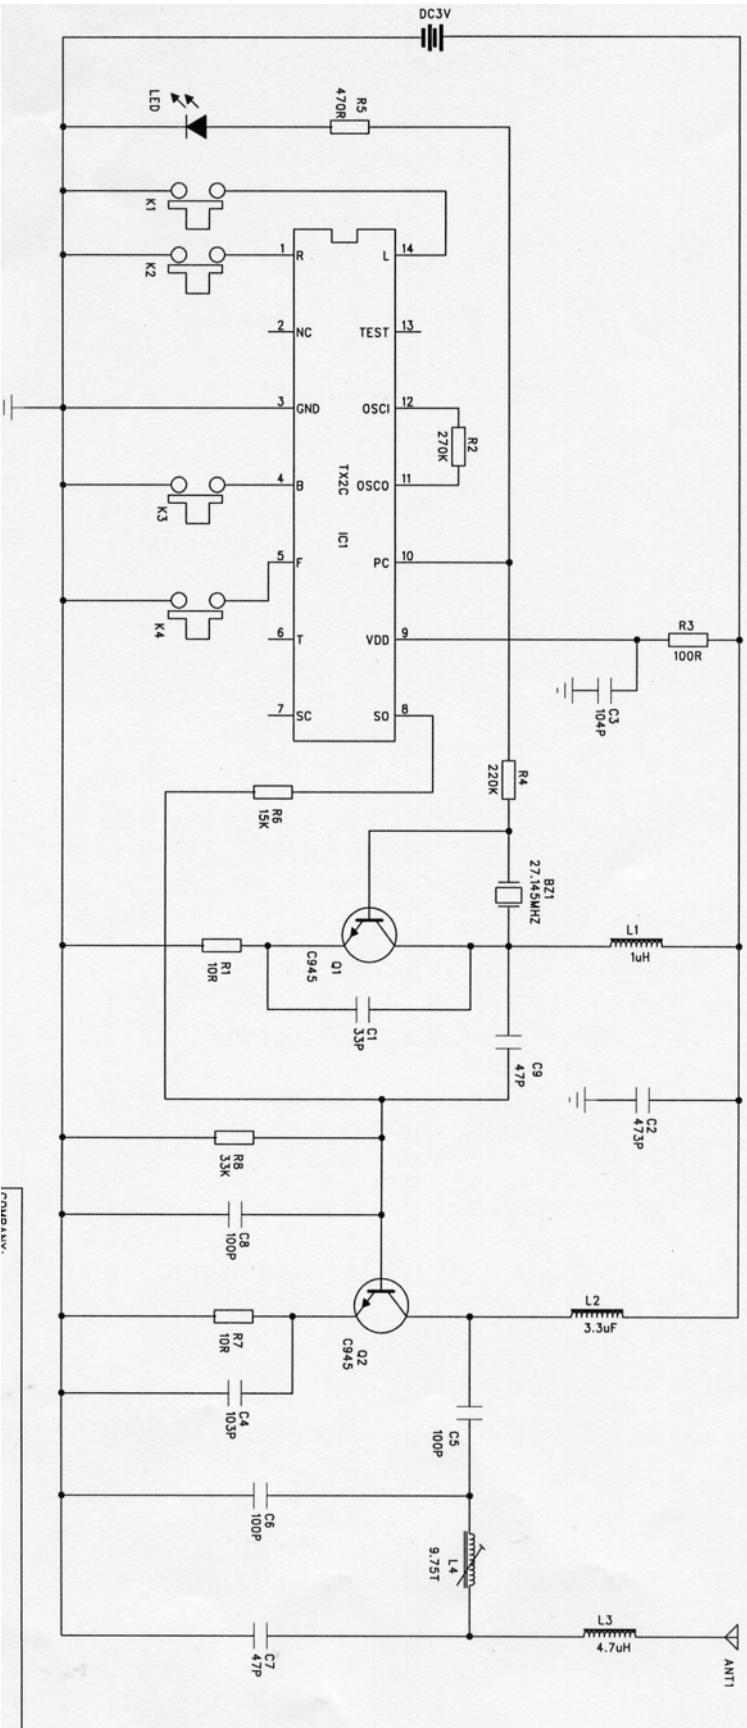 DC3V
LED
R5
470R
K1
K2
1
R
L
14
2
NC
TEST
13
3
GND
OSCI
12
R2
270K
TX2C
4
B
OSCO
11
K3
IC1
5
F
PC
10
K4
6
T
VDD
9
R3
100R
C3
104P
7
SC
SO
8
R4
220K
R6
15K
BZ1
27.145MHZ
L1
1uH
Q1
C945
R1
10R
C1
33P
C9
47P
C2
473P
R8
33K
C8
100P
L2
3.3uF
Q2
C945
R7
10R
C4
103P
C5
100P
C6
100P
L4
9.75T
L3
4.7uH
C7
47P
ANT1
COMPANY: